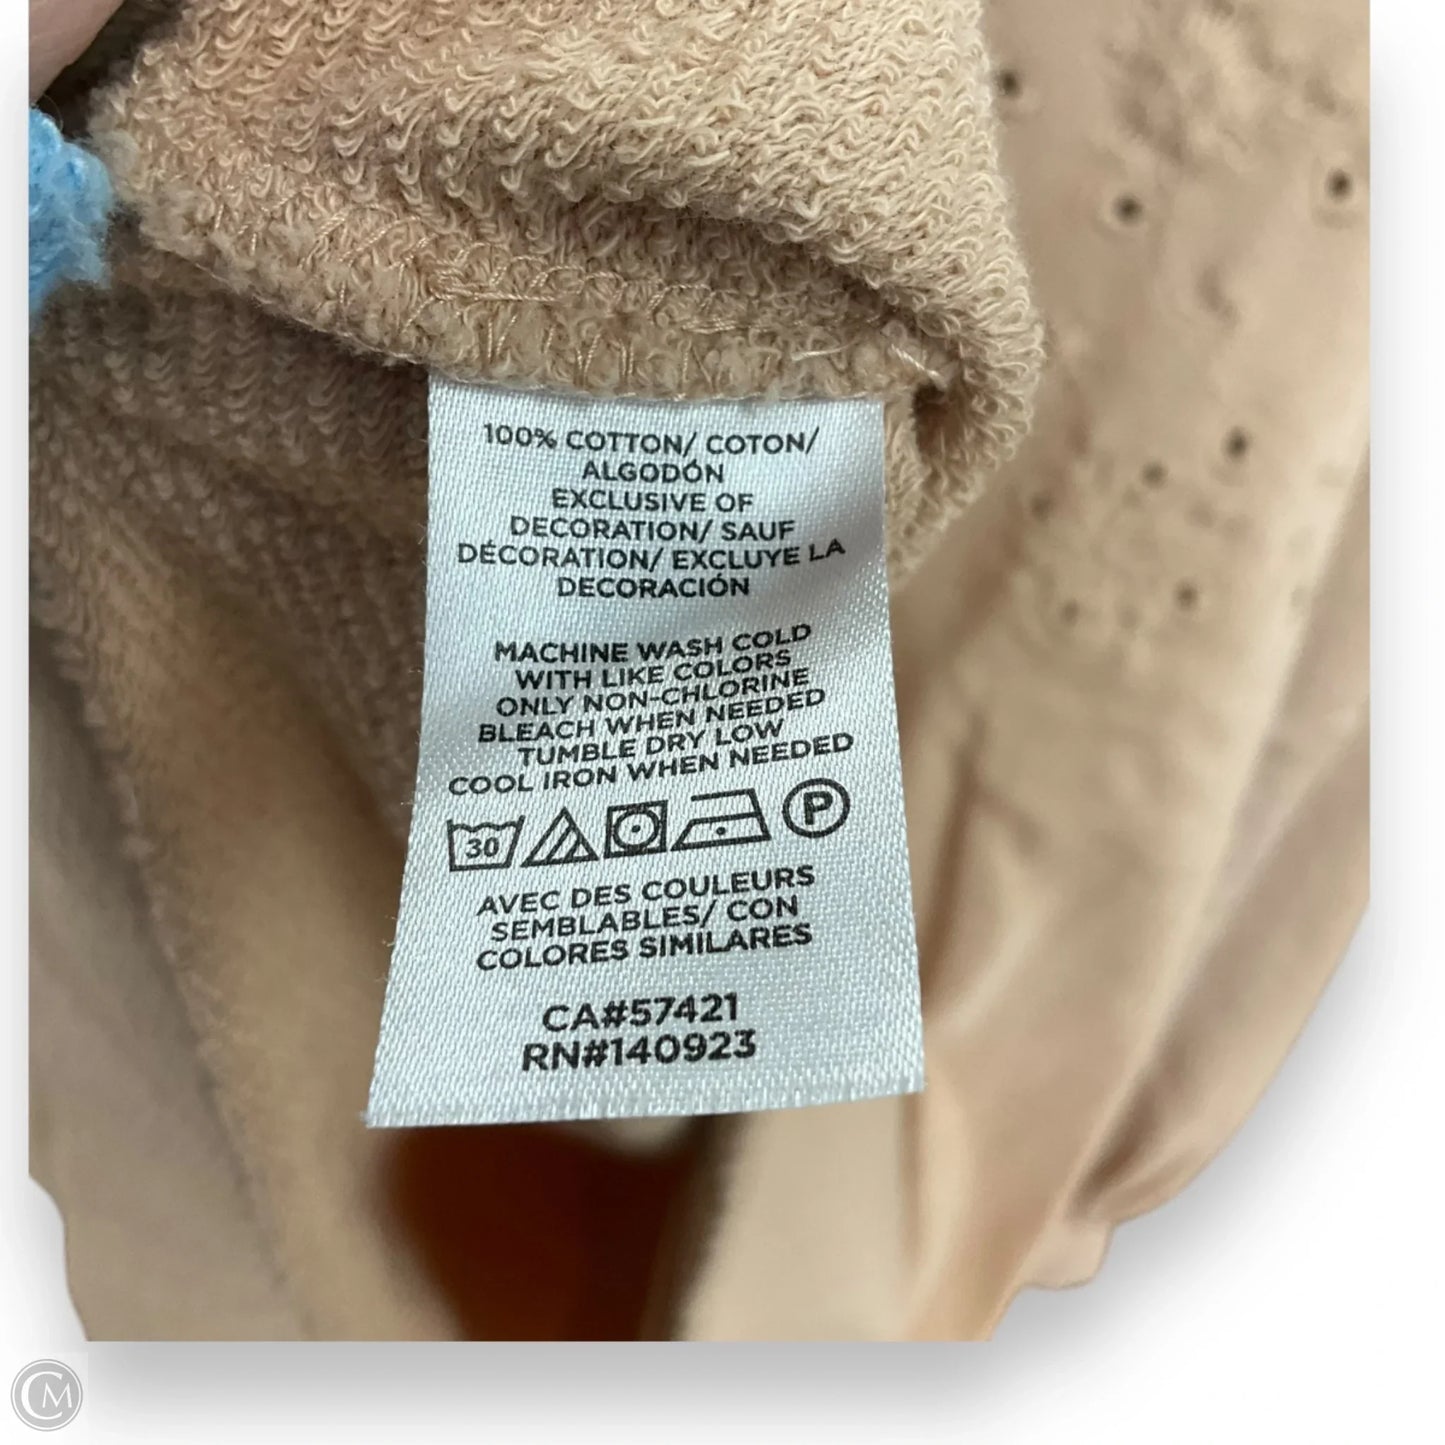 100% COTTON/ COTON/
ALGODÓN
EXCLUSIVE OF
DECORATION/ SAUF
DÉCORATION/ EXCLUYE LA
DECORACIÓN
MACHINE WASH COLD
WITH LIKE COLORS
ONLY NON-CHLORINE
BLEACH WHEN NEEDED
TUMBLE DRY LOW
COOL IRON WHEN NEEDED
30 P
AVEC DES COULEURS
SEMBLABLES/ CON
COLORES SIMILARES
CA#57421
RN#140923
CM